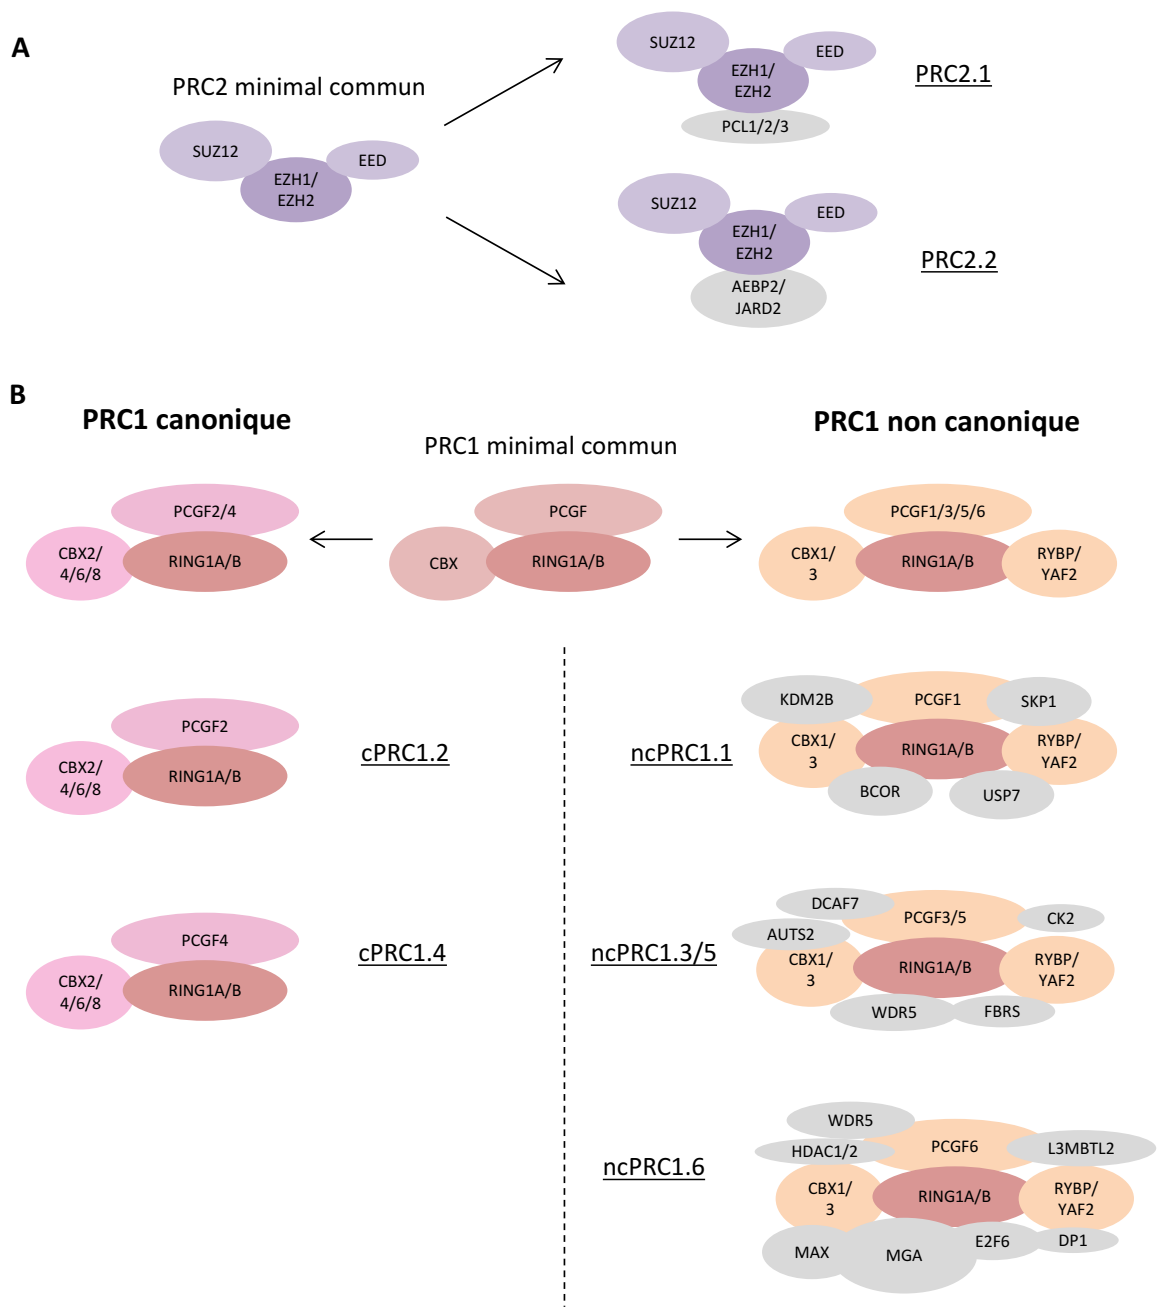 A
PRC2 minimal commun
SUZ12
EZH1/
EZH2
EED
SUZ12
EZH1/
EZH2
EED
PCL1/2/3
PRC2.1
SUZ12
EZH1/
EZH2
EED
AEBP2/
JARD2
PRC2.2
B
PRC1 canonique
PRC1 minimal commun
PRC1 non canonique
PCGF2/4
CBX2/
4/6/8
RING1A/B
PCGF
CBX
RING1A/B
PCGF1/3/5/6
CBX1/
3
RING1A/B
RYBP/
YAF2
PCGF2
CBX2/
4/6/8
RING1A/B
cPRC1.2
ncPRC1.1
KDM2B
PCGF1
SKP1
CBX1/
3
RING1A/B
RYBP/
YAF2
BCOR
USP7
PCGF4
CBX2/
4/6/8
RING1A/B
cPRC1.4
ncPRC1.3/5
DCAF7
PCGF3/5
CK2
AUTS2
CBX1/
3
RING1A/B
RYBP/
YAF2
WDR5
FBRS
ncPRC1.6
WDR5
PCGF6
HDAC1/2
L3MBTL2
CBX1/
3
RING1A/B
RYBP/
YAF2
MAX
MGA
E2F6
DP1